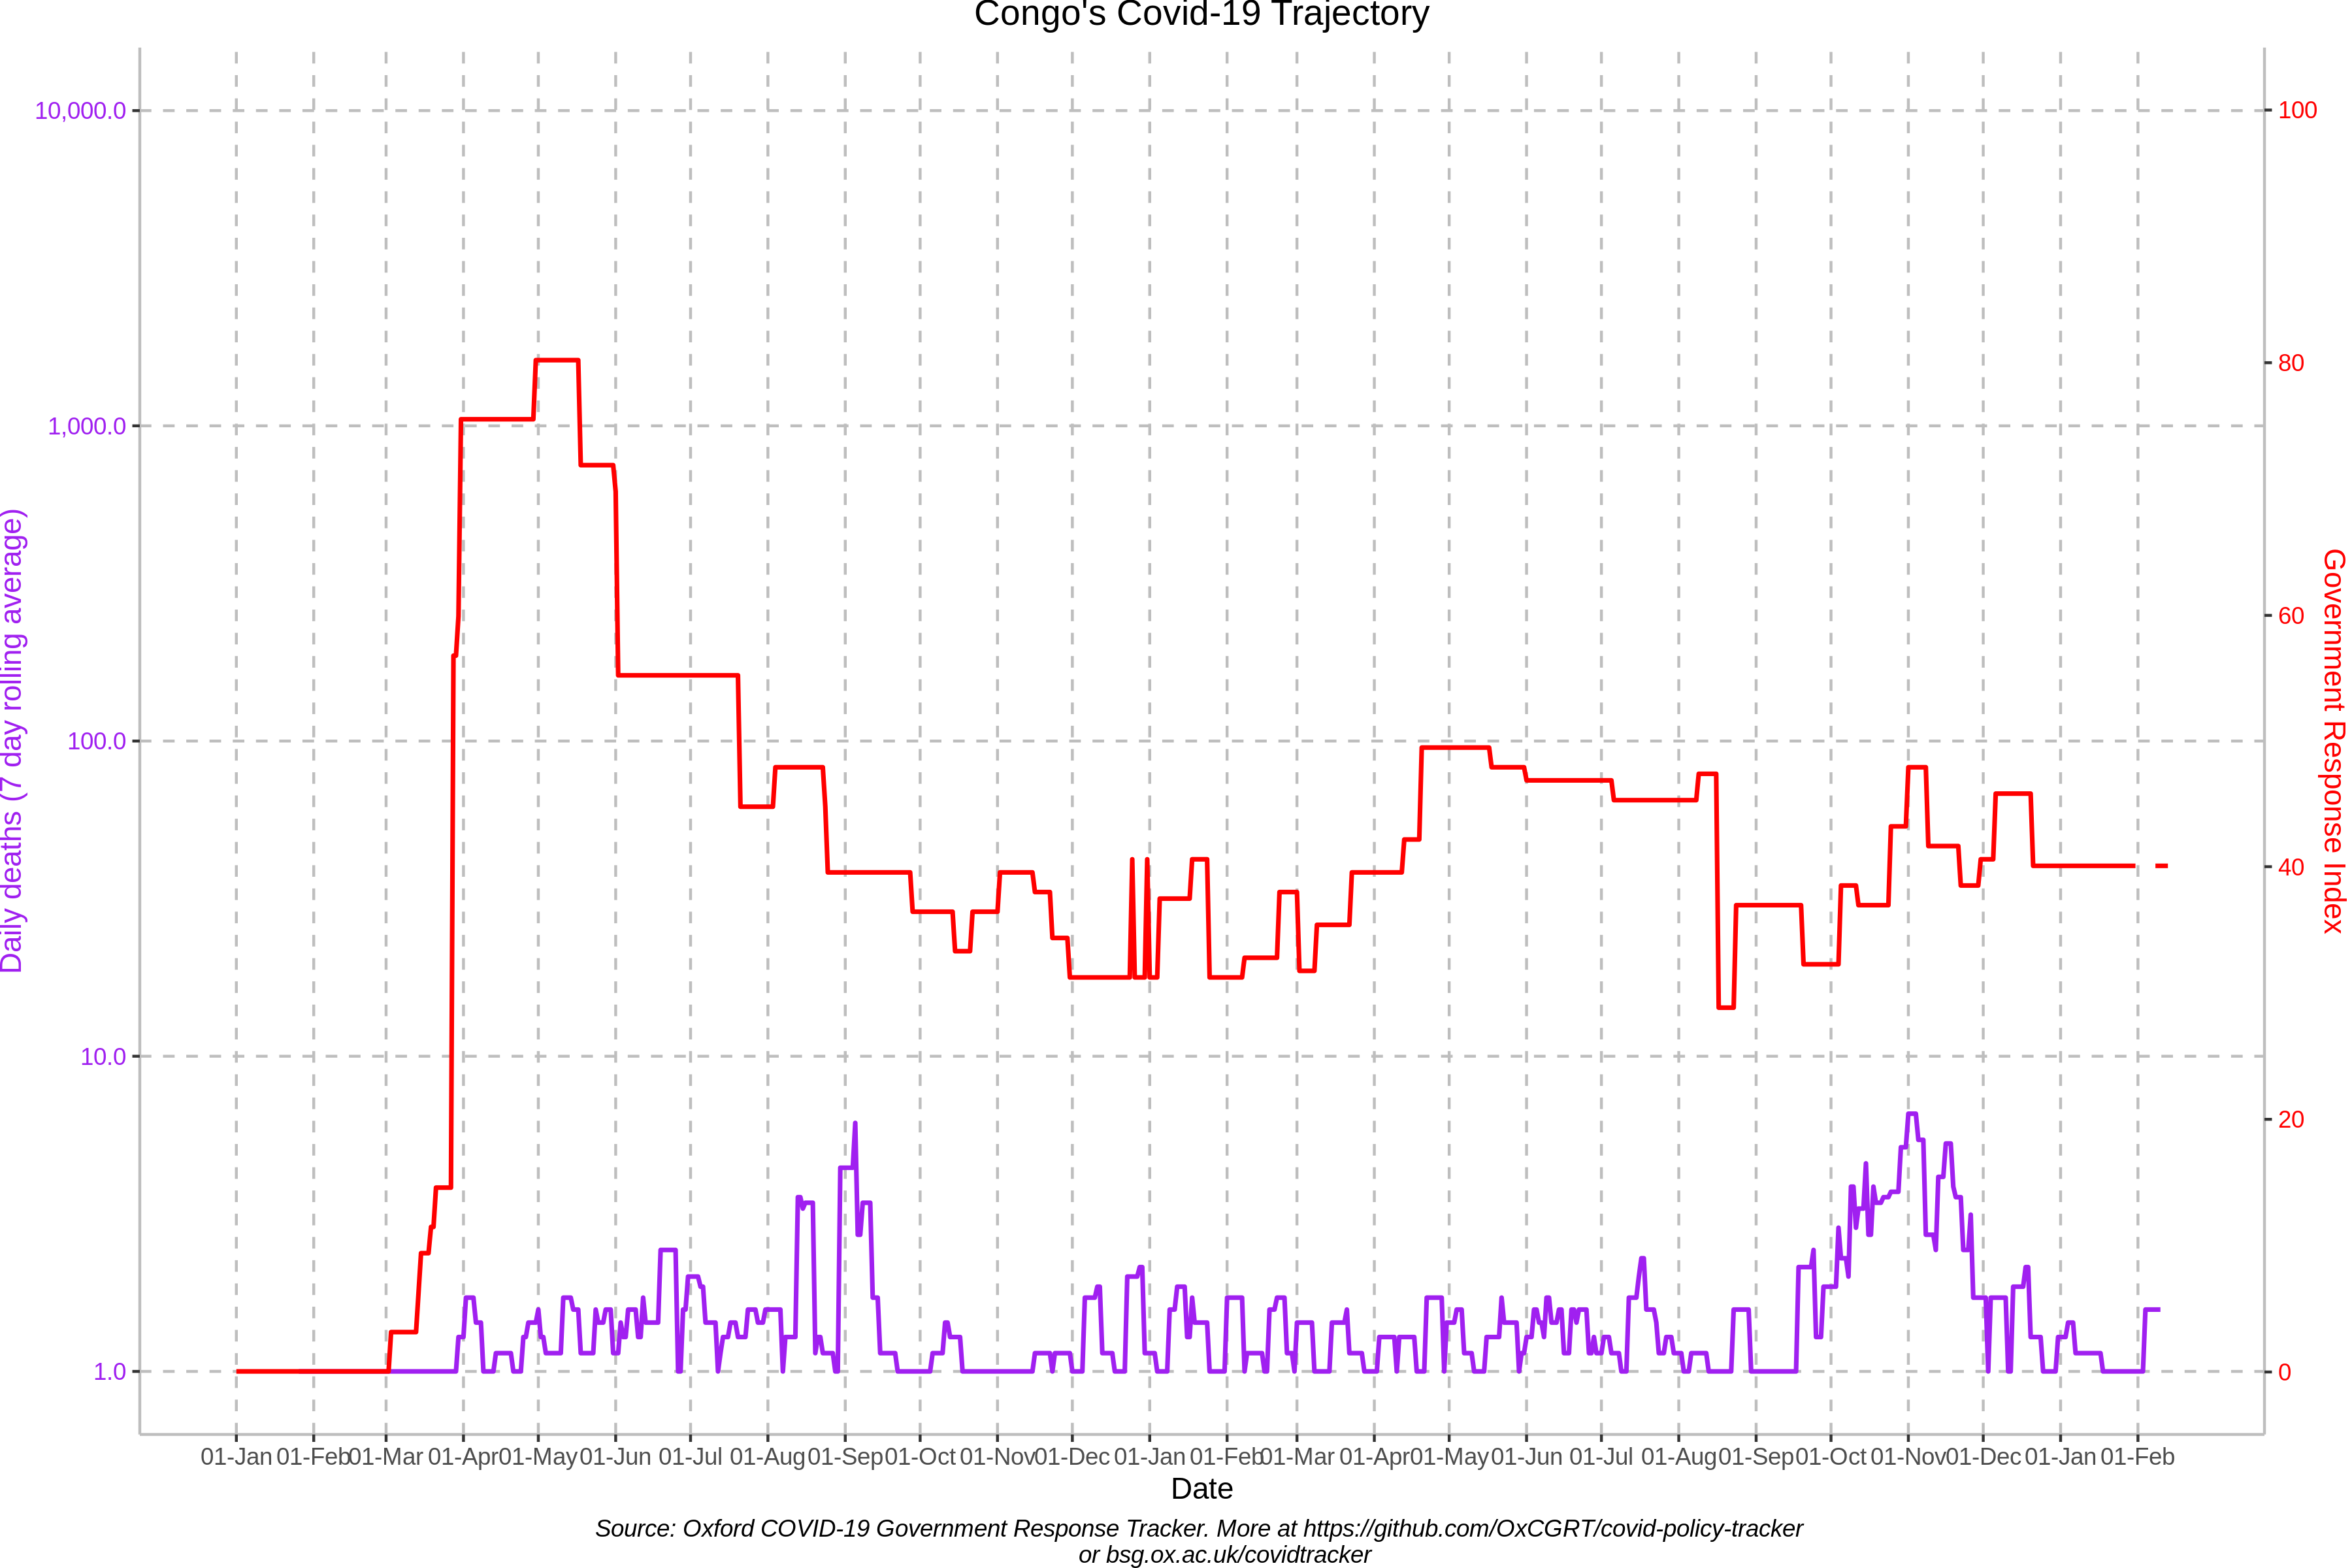 Congo's Covid-19 Trajectory
10,000.0
1,000.0
100.0
10.0
1.0
Daily deaths (7 day rolling average)
100
80
60
40
20
0
Government Response Index
01-Jan 01-Feb 01-Mar 01-Apr 01-May 01-Jun 01-Jul 01-Aug 01-Sep 01-Oct 01-Nov 01-Dec 01-Jan 01-Feb 01-Mar 01-Apr 01-May 01-Jun 01-Jul 01-Aug 01-Sep 01-Oct 01-Nov 01-Dec 01-Jan 01-Feb
Date
Source: Oxford COVID-19 Government Response Tracker. More at https://github.com/OxCGRT/covid-policy-tracker
or bsg.ox.ac.uk/covidtracker